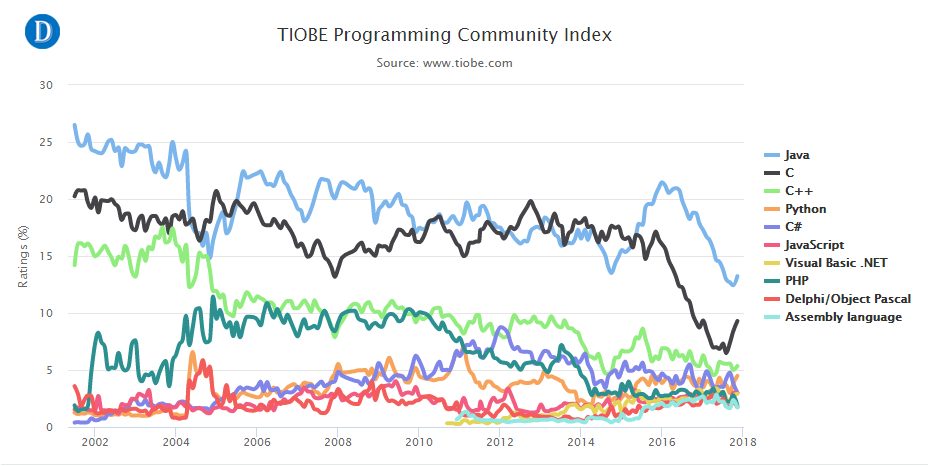 D
TIOBE Programming Community Index
Source: www.tiobe.com
Ratings (%)
30
25
20
15
10
5
0
2002
2004
2006
2008
2010
2012
2014
2016
2018
Java
C
C++
Python
C#
JavaScript
Visual Basic .NET
PHP
Delphi/Object Pascal
Assembly language